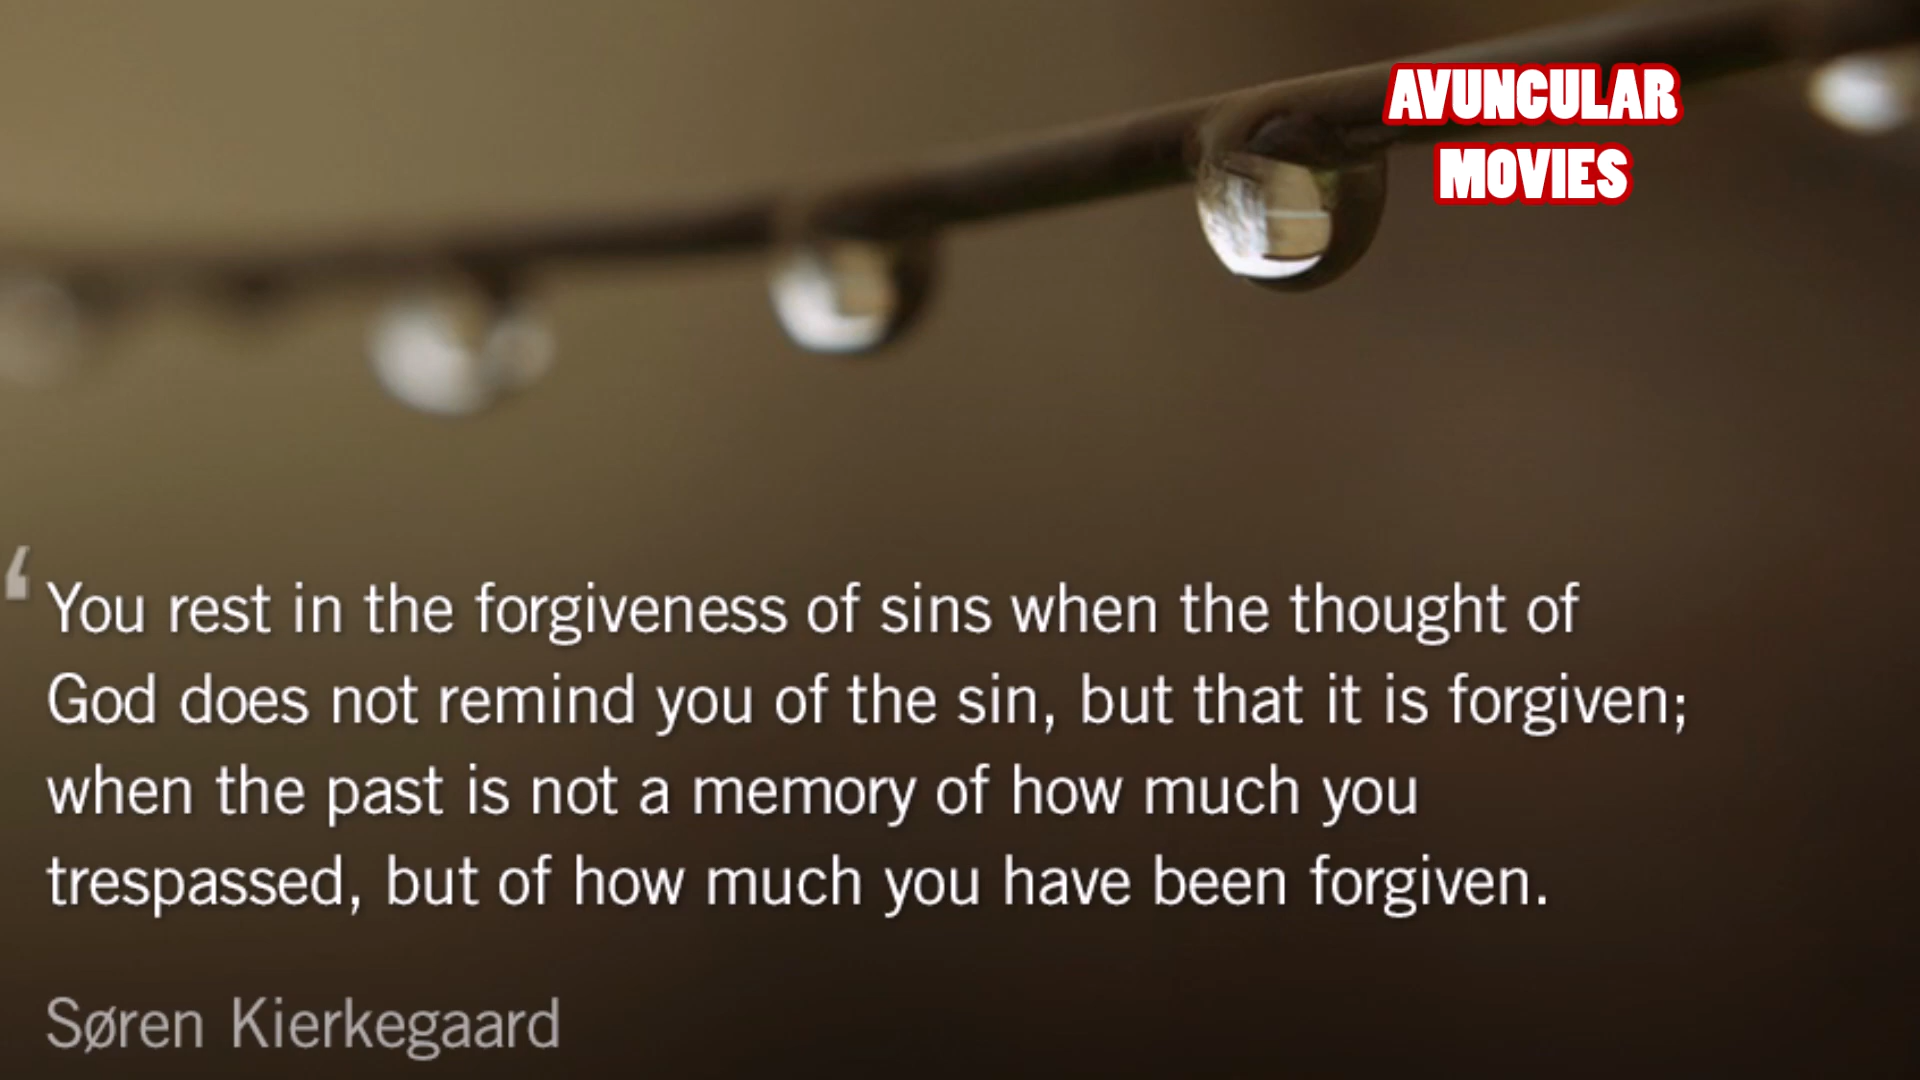 AVUNCULAR
MOVIES
‘You rest in the forgiveness of sins when the thought of
God does not remind you of the sin, but that it is forgiven;
when the past is not a memory of how much you
trespassed, but of how much you have been forgiven.
Søren Kierkegaard